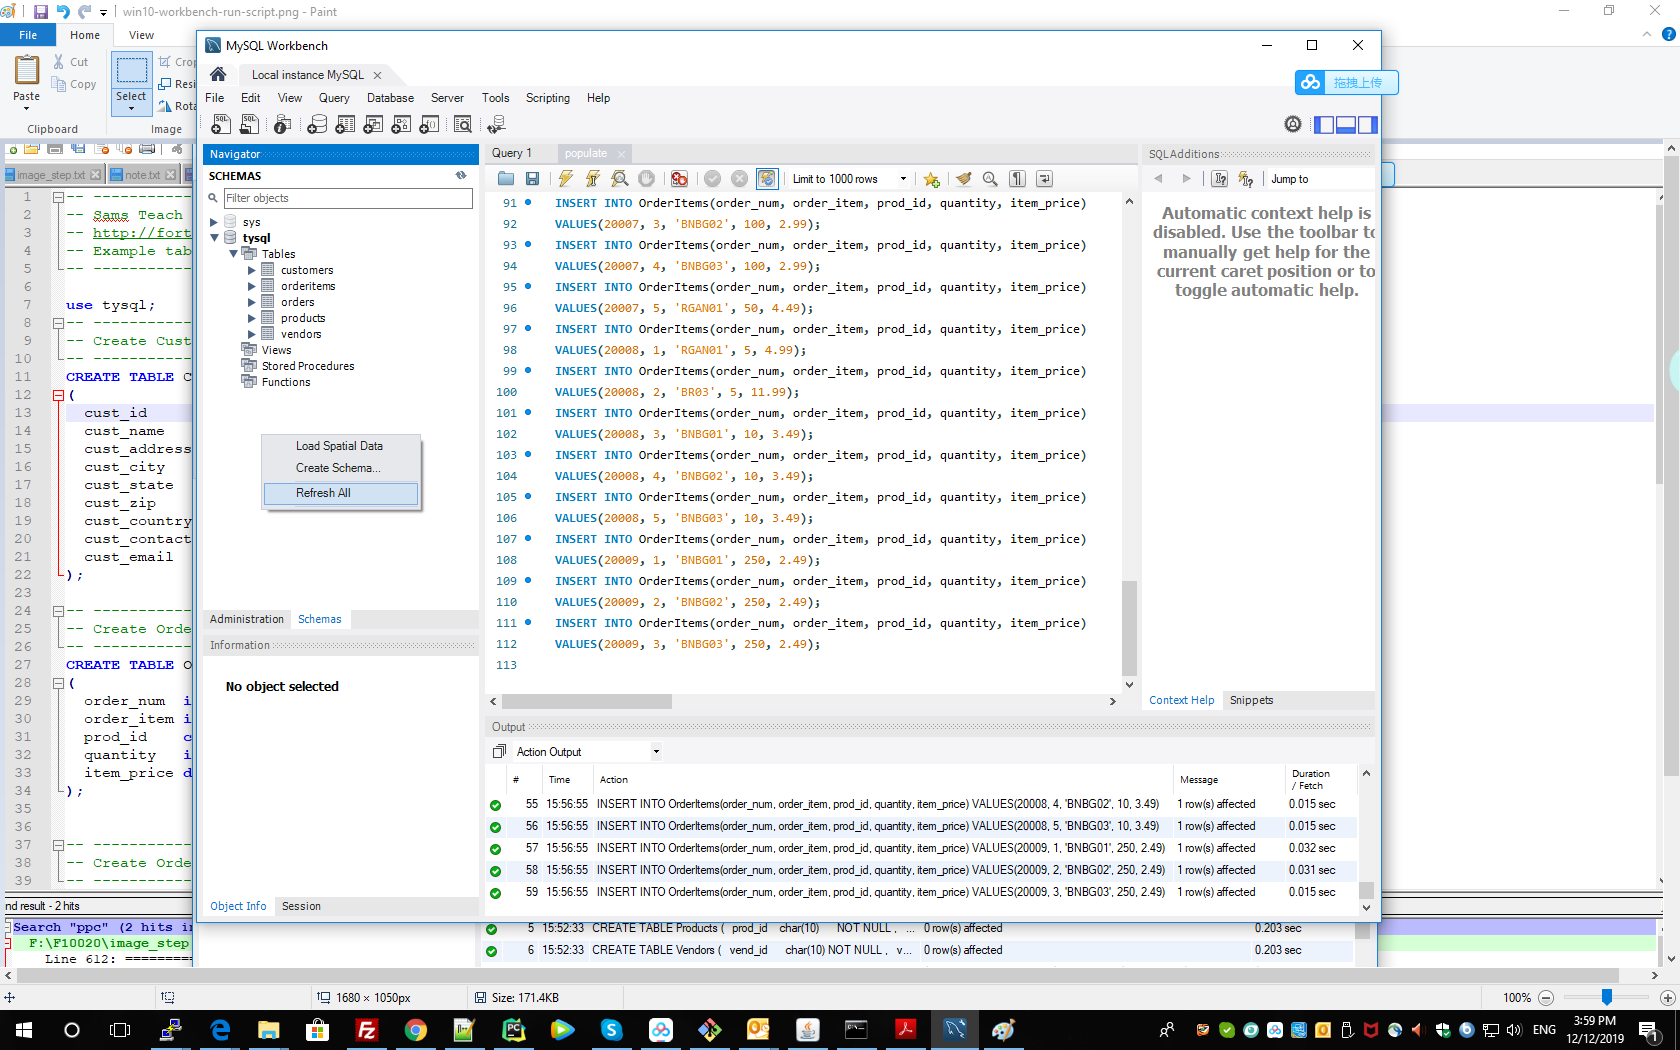 win10-workbench-run-script.png - Paint
File
Home
View
Cut
Copy
Paste
Select
Clipboard
Image
MySQL Workbench
Local instance MySQL
File Edit View Query Database Server Tools Scripting Help
拖拽上传
Navigator
SCHEMAS
Filter objects
sys
tysql
Tables
customers
orderitems
orders
products
vendors
Views
Stored Procedures
Functions
Load Spatial Data
Create Schema...
Refresh All
Administration Schemas
Information
No object selected
Object Info Session
Query 1 populate
Limit to 1000 rows
91 INSERT INTO OrderItems(order_num, order_item, prod_id, quantity, item_price)
92 VALUES(20007, 3, 'BNBG02', 100, 2.99);
93 INSERT INTO OrderItems(order_num, order_item, prod_id, quantity, item_price)
94 VALUES(20007, 4, 'BNBG03', 100, 2.99);
95 INSERT INTO OrderItems(order_num, order_item, prod_id, quantity, item_price)
96 VALUES(20007, 5, 'RGAN01', 50, 4.49);
97 INSERT INTO OrderItems(order_num, order_item, prod_id, quantity, item_price)
98 VALUES(20008, 1, 'RGAN01', 5, 4.99);
99 INSERT INTO OrderItems(order_num, order_item, prod_id, quantity, item_price)
100 VALUES(20008, 2, 'BR03', 5, 11.99);
101 INSERT INTO OrderItems(order_num, order_item, prod_id, quantity, item_price)
102 VALUES(20008, 3, 'BNBG01', 10, 3.49);
103 INSERT INTO OrderItems(order_num, order_item, prod_id, quantity, item_price)
104 VALUES(20008, 4, 'BNBG02', 10, 3.49);
105 INSERT INTO OrderItems(order_num, order_item, prod_id, quantity, item_price)
106 VALUES(20008, 5, 'BNBG03', 10, 3.49);
107 INSERT INTO OrderItems(order_num, order_item, prod_id, quantity, item_price)
108 VALUES(20009, 1, 'BNBG01', 250, 2.49);
109 INSERT INTO OrderItems(order_num, order_item, prod_id, quantity, item_price)
110 VALUES(20009, 2, 'BNBG02', 250, 2.49);
111 INSERT INTO OrderItems(order_num, order_item, prod_id, quantity, item_price)
112 VALUES(20009, 3, 'BNBG03', 250, 2.49);
113
SQLAdditions
Jump to
Automatic context help is
disabled. Use the toolbar to
manually get help for the
current caret position or to
toggle automatic help.
Context Help Snippets
Output
Action Output
# Time Action Message Duration / Fetch
55 15:56:55 INSERT INTO OrderItems(order_num, order_item, prod_id, quantity, item_price) VALUES(20008, 4, 'BNBG02', 10, 3.49) 1 row(s) affected 0.015 sec
56 15:56:55 INSERT INTO OrderItems(order_num, order_item, prod_id, quantity, item_price) VALUES(20008, 5, 'BNBG03', 10, 3.49) 1 row(s) affected 0.015 sec
57 15:56:55 INSERT INTO OrderItems(order_num, order_item, prod_id, quantity, item_price) VALUES(20009, 1, 'BNBG01', 250, 2.49) 1 row(s) affected 0.032 sec
58 15:56:55 INSERT INTO OrderItems(order_num, order_item, prod_id, quantity, item_price) VALUES(20009, 2, 'BNBG02', 250, 2.49) 1 row(s) affected 0.031 sec
59 15:56:55 INSERT INTO OrderItems(order_num, order_item, prod_id, quantity, item_price) VALUES(20009, 3, 'BNBG03', 250, 2.49) 1 row(s) affected 0.015 sec
5 15:52:33 CREATE TABLE Products ( prod_id char(10) NOT NULL , ... 0 row(s) affected 0.203 sec
6 15:52:33 CREATE TABLE Vendors ( vend_id char(10) NOT NULL , v... 0 row(s) affected 0.203 sec
image_step.txt note.txt
1 -- --
2 -- Sams Teach
3 -- http://fort
4 -- Example tab
5 -- --
6
7 use tysql;
8 -- --
9 -- Create Cust
10 -- --
11 CREATE TABLE C
12 (
13 cust_id
14 cust_name
15 cust_address
16 cust_city
17 cust_state
18 cust_zip
19 cust_country
20 cust_contact
21 cust_email
22 );
23
24 -- --
25 -- Create Orde
26 -- --
27 CREATE TABLE O
28 (
29 order_num i
30 order_item i
31 prod_id c
32 quantity i
33 item_price d
34 );
35
36
37 -- --
38 -- Create Orde
39 -- --
nd result - 2 hits
Search "ppc" (2 hits in
F:\F10020\image_step
Line 612: =========
1680 × 1050px
Size: 171.4KB
100%
ENG
3:59 PM
12/12/2019
1